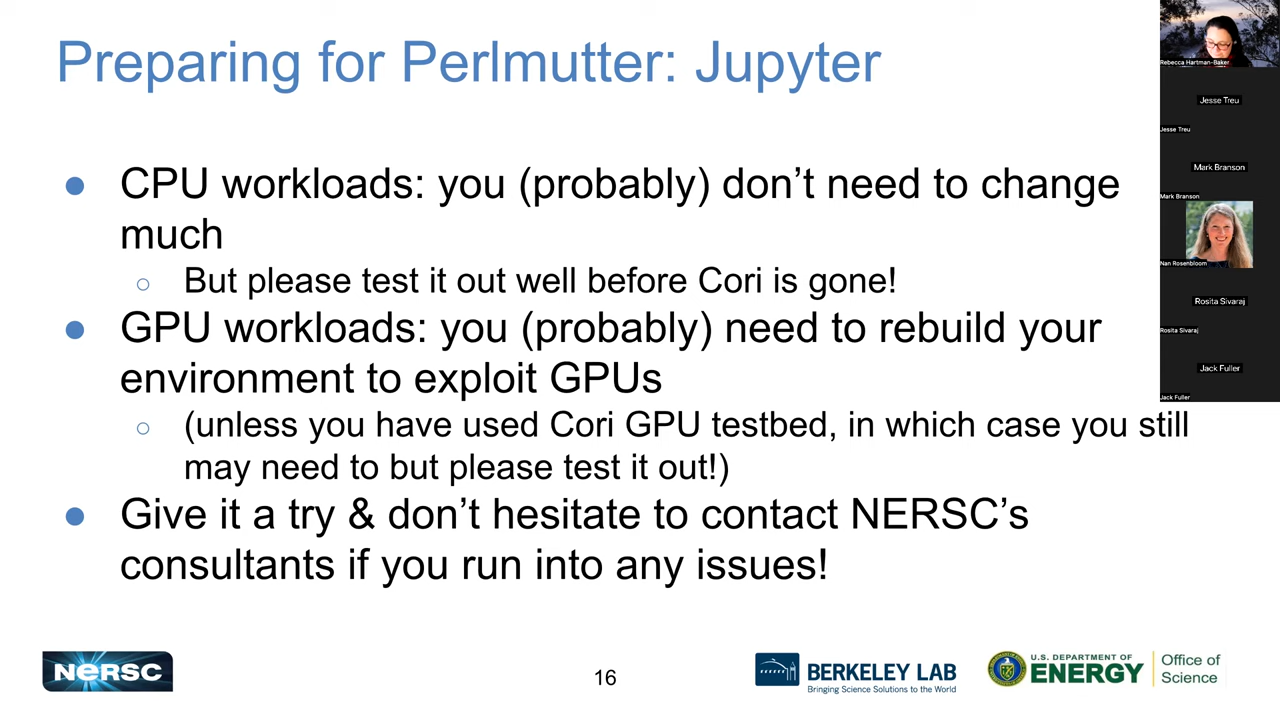 Preparing for Perlmutter: Jupyter
● CPU workloads: you (probably) don’t need to change
much
○ But please test it out well before Cori is gone!
● GPU workloads: you (probably) need to rebuild your
environment to exploit GPUs
○ (unless you have used Cori GPU testbed, in which case you still
may need to but please test it out!)
● Give it a try & don’t hesitate to contact NERSC’s
consultants if you run into any issues!
NERSC
16
BERKELEY LAB
Bringing Science Solutions to the World
U.S. DEPARTMENT OF
ENERGY
Office of
Science
Rebecca Hartman-Baker
Jesse Treu
Jesse Treu
Mark Branson
Mark Branson
Nan Rosenbloom
Rosita Sivaraj
Rosita Sivaraj
Jack Fuller
Jack Fuller